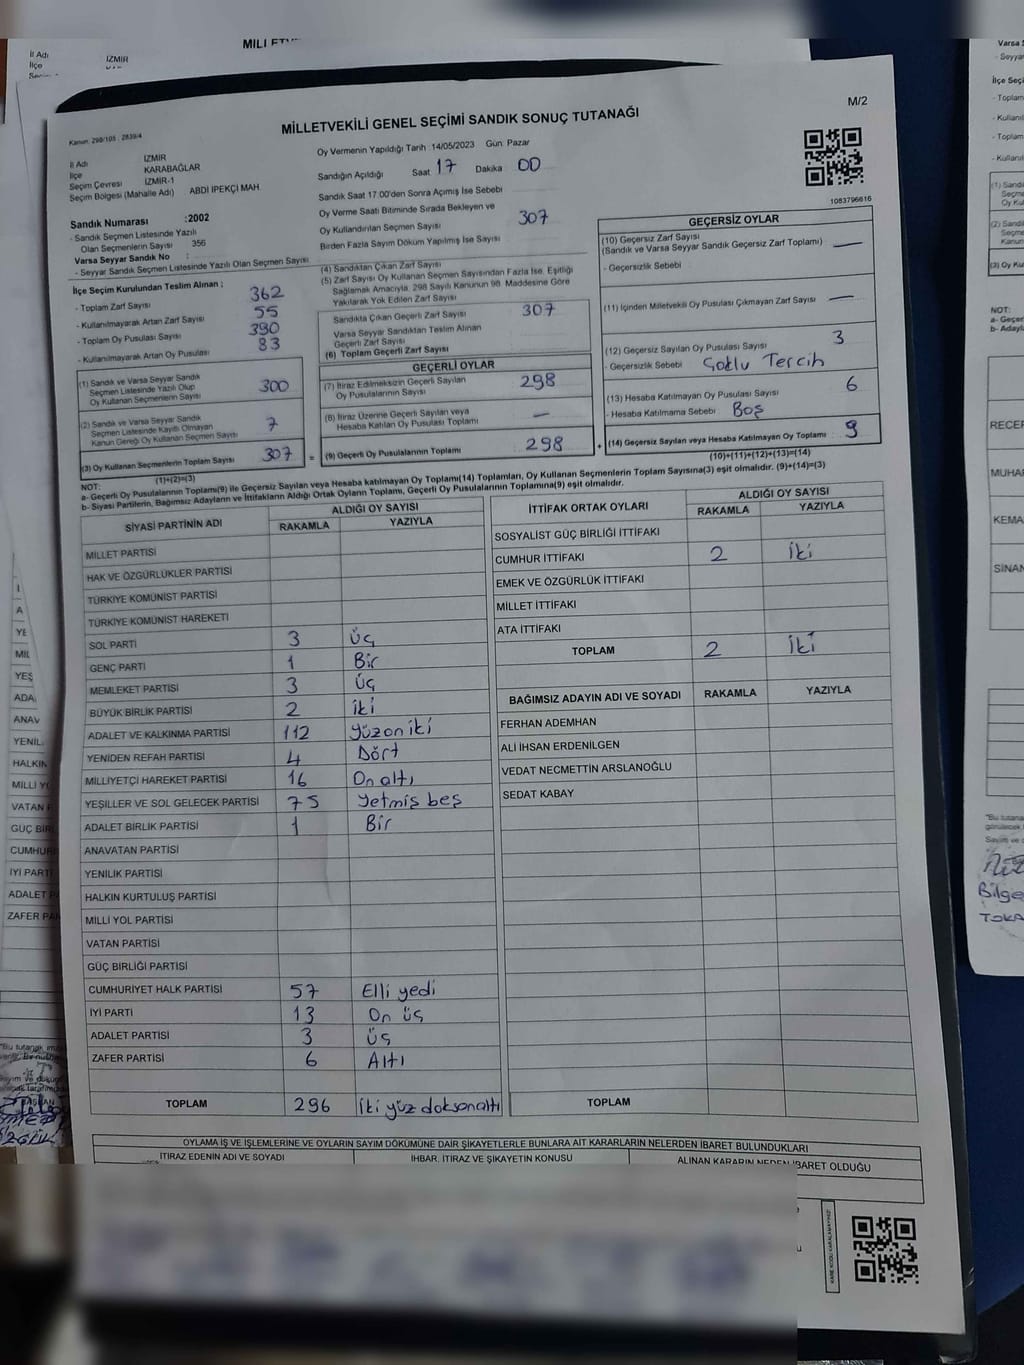 MİLLETVEKİLİ GENEL SEÇİMİ SANDIK SONUÇ TUTANAĞI
M/2
Kanun: 298/105 , 2839/4
İl Adı İZMİR
İlçe KARABAĞLAR
Seçim Çevresi İZMİR-1
Seçim Bölgesi (Mahalle Adı) : ABDİ İPEKÇİ MAH.
Oy Vermenin Yapıldığı Tarih : 14/05/2023 Gün: Pazar
Sandığın Açıldığı Saat 17 Dakika 00
Sandık Saat 17:00'den Sonra Açımış İse Sebebi
Oy Verme Saati Bitiminde Sırada Bekleyen ve
Oy Kullandırılan Seçmen Sayısı 307
Birden Fazla Sayım Döküm Yapılmış İse Sayısı
1083796616
Sandık Numarası :2002
- Sandık Seçmen Listesinde Yazılı
Olan Seçmenlerin Sayısı 356
Varsa Seyyar Sandık No :
- Seyyar Sandık Seçmen Listesinde Yazılı Olan Seçmen Sayısı
İlçe Seçim Kurulundan Teslim Alınan ;
- Toplam Zarf Sayısı 362
- Kullanılmayarak Artan Zarf Sayısı 55
- Toplam Oy Pusulası Sayısı 390
- Kullanılmayarak Artan Oy Pusulası 83
(1) Sandık ve Varsa Seyyar Sandık
Seçmen Listesinde Yazılı Olup
Oy Kullanan Seçmenlerin Sayısı 300
(2) Sandık ve Varsa Seyyar Sandık
Seçmen Listesinde Kayıtlı Olmayan
Kanun Gereği Oy Kullanan Seçmen Sayısı 7
(3) Oy Kullanan Seçmenlerin Toplam Sayısı 307
(1)+(2)=(3)
(4) Sandıktan Çıkan Zarf Sayısı
(5) Zarf Sayısı Oy Kullanan Seçmen Sayısından Fazla İse, Eşitliği
Sağlamak Amacıyla, 298 Sayılı Kanunun 98. Maddesine Göre
Yakılarak Yok Edilen Zarf Sayısı
Sandıkta Çıkan Geçerli Zarf Sayısı 307
Varsa Seyyar Sandıktan Teslim Alınan
Geçerli Zarf Sayısı
(6) Toplam Geçerli Zarf Sayısı
GEÇERLİ OYLAR
(7) İtiraz Edilmeksizin Geçerli Sayılan
Oy Pusulalarının Sayısı 298
(8) İtiraz Üzerine Geçerli Sayılan veya
Hesaba Katılan Oy Pusulası Toplamı —
= (9) Geçerli Oy Pusulalarının Toplamı 298 +
GEÇERSİZ OYLAR
(10) Geçersiz Zarf Sayısı
(Sandık ve Varsa Seyyar Sandık Geçersiz Zarf Toplamı) —
- Geçersizlik Sebebi
(11) İçinden Milletvekili Oy Pusulası Çıkmayan Zarf Sayısı —
(12) Geçersiz Sayılan Oy Pusulası Sayısı 3
- Geçersizlik Sebebi Çoklu Tercih
(13) Hesaba Katılmayan Oy Pusulası Sayısı 6
- Hesaba Katılmama Sebebi Boş
(14) Geçersiz Sayılan veya Hesaba Katılmayan Oy Toplamı 9
(10)+(11)+(12)+(13)=(14)
NOT:
a- Geçerli Oy Pusulalarının Toplamı(9) ile Geçersiz Sayılan veya Hesaba katılmayan Oy Toplamı(14) Toplamları, Oy Kullanan Seçmenlerin Toplam Sayısına(3) eşit olmalıdır. (9)+(14)=(3)
b- Siyasi Partilerin, Bağımsız Adayların ve İttifakların Aldığı Ortak Oyların Toplamı, Geçerli Oy Pusulalarının Toplamına(9) eşit olmalıdır.
SİYASİ PARTİNİN ADI ALDIĞI OY SAYISI
RAKAMLA YAZIYLA
MİLLET PARTİSİ
HAK VE ÖZGÜRLÜKLER PARTİSİ
TÜRKİYE KOMÜNİST PARTİSİ
TÜRKİYE KOMÜNİST HAREKETİ
SOL PARTİ 3 üç
GENÇ PARTİ 1 Bir
MEMLEKET PARTİSİ 3 üç
BÜYÜK BİRLİK PARTİSİ 2 iki
ADALET VE KALKINMA PARTİSİ 112 yüzoniki
YENİDEN REFAH PARTİSİ 4 Dört
MİLLİYETÇİ HAREKET PARTİSİ 16 On altı
YEŞİLLER VE SOL GELECEK PARTİSİ 75 Yetmiş beş
ADALET BİRLİK PARTİSİ 1 Bir
ANAVATAN PARTİSİ
YENİLİK PARTİSİ
HALKIN KURTULUŞ PARTİSİ
MİLLİ YOL PARTİSİ
VATAN PARTİSİ
GÜÇ BİRLİĞİ PARTİSİ
CUMHURİYET HALK PARTİSİ 57 Elli yedi
İYİ PARTİ 13 On üç
ADALET PARTİSİ 3 üç
ZAFER PARTİSİ 6 Altı
TOPLAM 296 iki yüz doksanaltı
İTTİFAK ORTAK OYLARI ALDIĞI OY SAYISI
RAKAMLA YAZIYLA
SOSYALİST GÜÇ BİRLİĞİ İTTİFAKI
CUMHUR İTTİFAKI 2 iki
EMEK VE ÖZGÜRLÜK İTTİFAKI
MİLLET İTTİFAKI
ATA İTTİFAKI
TOPLAM 2 iki
BAĞIMSIZ ADAYIN ADI VE SOYADI RAKAMLA YAZIYLA
FERHAN ADEMHAN
ALİ İHSAN ERDENİLGEN
VEDAT NECMETTİN ARSLANOĞLU
SEDAT KABAY
TOPLAM
OYLAMA İŞ VE İŞLEMLERİNE VE OYLARIN SAYIM DÖKÜMÜNE DAİR ŞİKAYETLERLE BUNLARA AİT KARARLARIN NELERDEN İBARET BULUNDUKLARI
İTİRAZ EDENİN ADI VE SOYADI İHBAR, İTİRAZ VE ŞİKAYETİN KONUSU ALINAN KARARIN NEDEN İBARET OLDUĞU